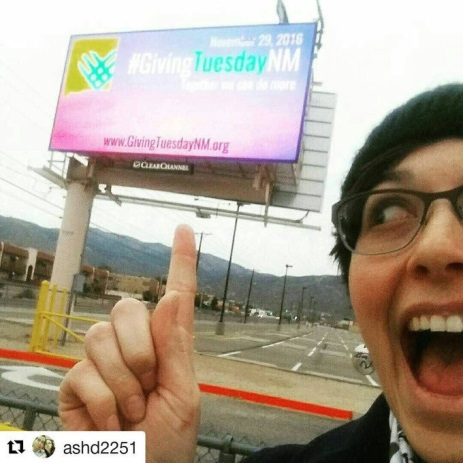 November 29, 2016
#GivingTuesdayNM
Together we can do more
www.GivingTuesdayNM.org
CLEARCHANNEL
ashd2251